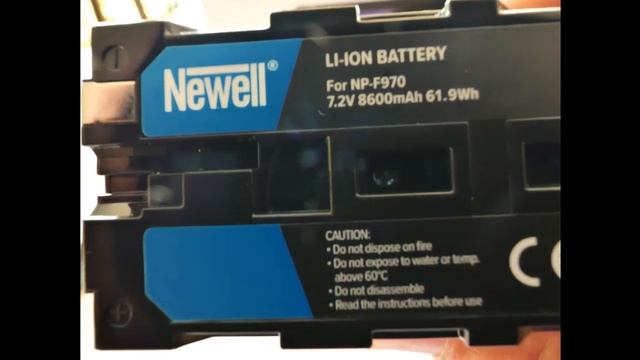 Newell®
LI-ION BATTERY
For NP-F970
7.2V 8600mAh 61.9Wh
CAUTION:
• Do not dispose on fire
• Do not expose to water or temp.
above 60°C
• Do not disassemble
• Read the instructions before use
CE